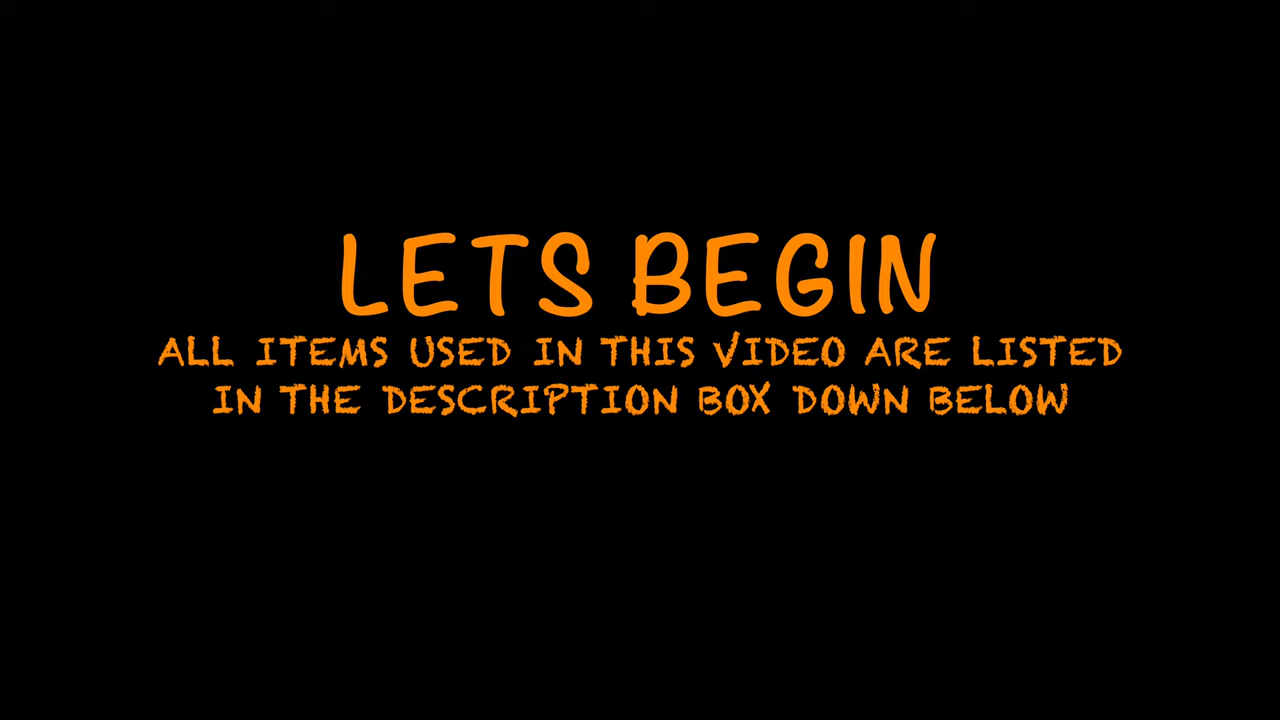 LETS BEGIN
ALL ITEMS USED IN THIS VIDEO ARE LISTED
IN THE DESCRIPTION BOX DOWN BELOW